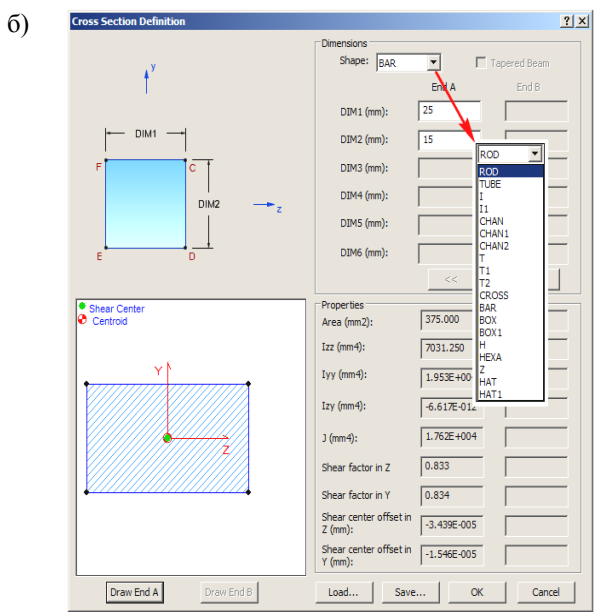 б)
Cross Section Definition
? x
y
DIM1
F
C
DIM2
z
E
D
Dimensions
Shape: BAR
Tapered Beam
End A
End B
DIM1 (mm): 25
DIM2 (mm): 15
DIM3 (mm):
DIM4 (mm):
DIM5 (mm):
DIM6 (mm):
<<
ROD
ROD
TUBE
I
I1
CHAN
CHAN1
CHAN2
T
T1
T2
CROSS
BAR
BOX
BOX1
H
HEXA
Z
HAT
HAT1
Shear Center
Centroid
Y
Z
Properties
Area (mm2): 375.000
Izz (mm4): 7031.250
Iyy (mm4): 1.953E+00
Izy (mm4): -6.617E-012
J (mm4): 1.762E+004
Shear factor in Z 0.833
Shear factor in Y 0.834
Shear center offset in
Z (mm): -3.439E-005
Shear center offset in
Y (mm): -1.546E-005
Draw End A
Draw End B
Load...
Save...
OK
Cancel